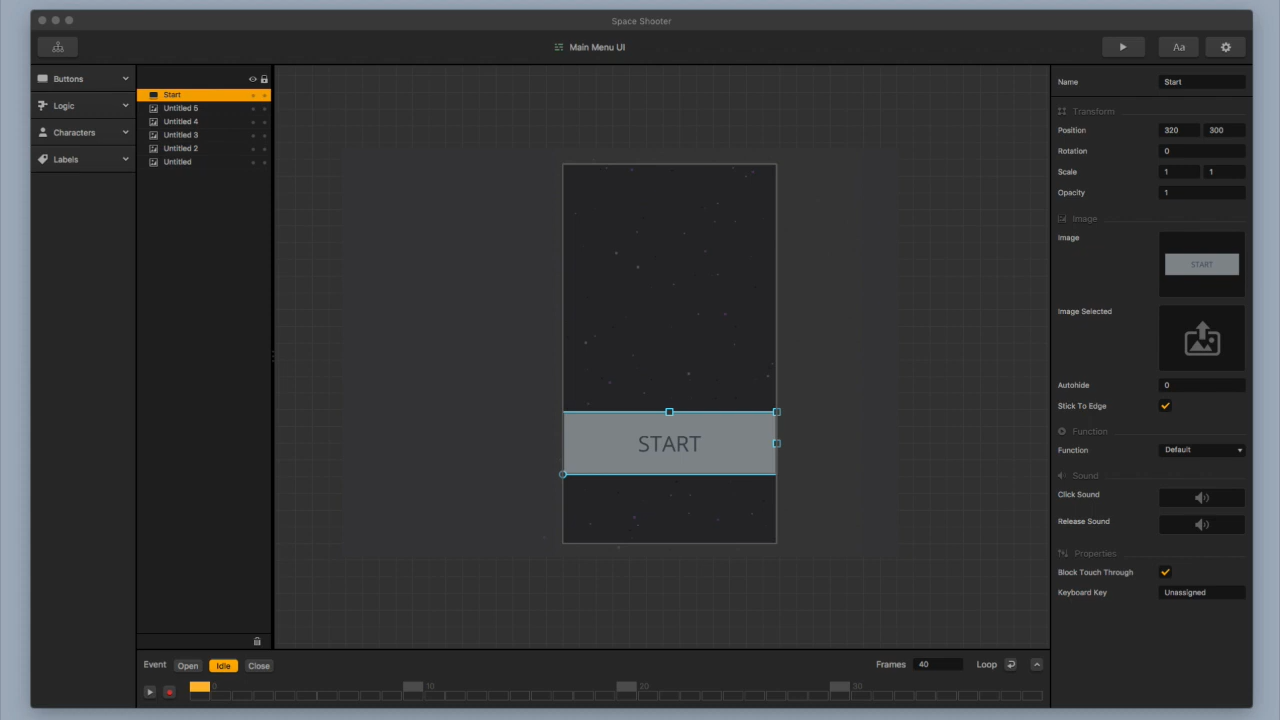 Space Shooter
Main Menu UI
Aa
Buttons
Logic
Characters
Labels
Start
Untitled 5
Untitled 4
Untitled 3
Untitled 2
Untitled
START
Name Start
Transform
Position 320 300
Rotation 0
Scale 1 1
Opacity 1
Image
Image
START
Image Selected
Autohide 0
Stick To Edge
Function
Function Default
Sound
Click Sound
Release Sound
Properties
Block Touch Through
Keyboard Key Unassigned
Event Open Idle Close Frames 40 Loop
10 20 30